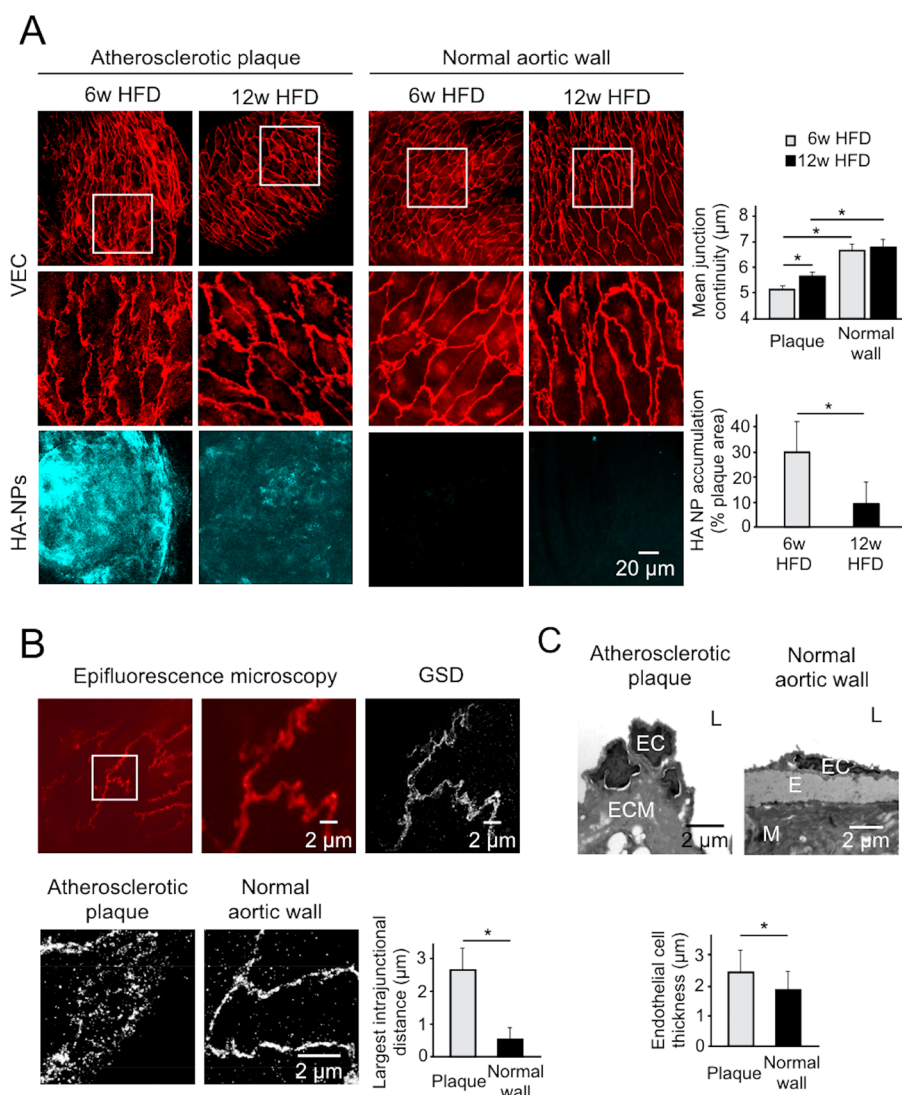 A
Atherosclerotic plaque
Normal aortic wall
6w HFD
12w HFD
6w HFD
12w HFD
VEC
HA-NPs
20 µm
6w HFD
12w HFD
Mean junction
continuity (µm)
8
7
6
5
4
*
*
*
Plaque
Normal
wall
HA NP accumulation
(% plaque area)
40
30
20
10
0
*
6w
HFD
12w
HFD
B
Epifluorescence microscopy
GSD
2 µm
2 µm
Atherosclerotic
plaque
Normal
aortic wall
2 µm
Largest intrajunctional
distance (µm)
3
2
1
0
*
Plaque
Normal
wall
C
Atherosclerotic
plaque
Normal
aortic wall
L
EC
ECM
2 µm
L
EC
E
M
2 µm
Endothelial cell
thickness (µm)
3
2
1
0
*
Plaque
Normal
wall